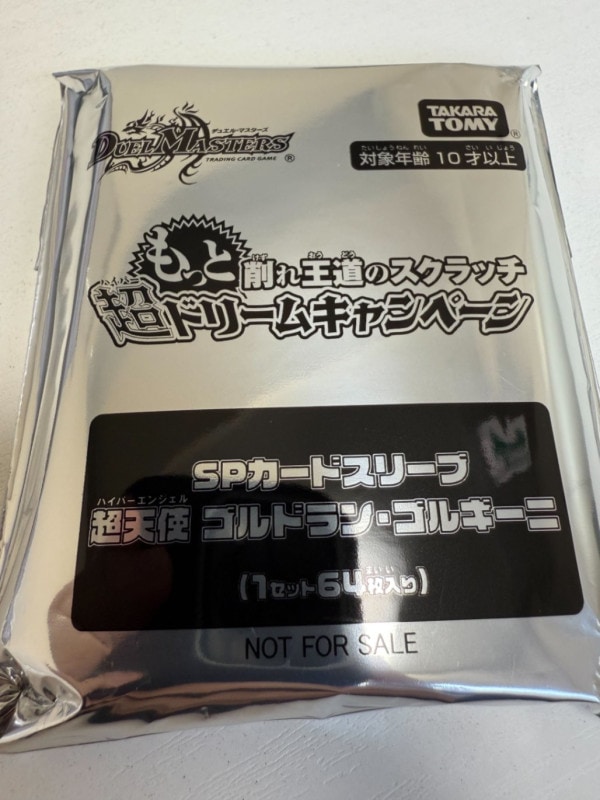 デュエル・マスターズ
DUEL MASTERS
TRADING CARD GAME ®
TAKARA
TOMY ®
たいしょうねんれい さいいじょう
対象年齢 10才以上
もっと 削れ王道のスクラッチ
けず おうどう
超ドリームキャンペーン
SPカードスリーブ
ハイパーエンジェル
超天使 ゴルドラン・ゴルギーニ
まいい
(1セット64枚入り)
NOT FOR SALE